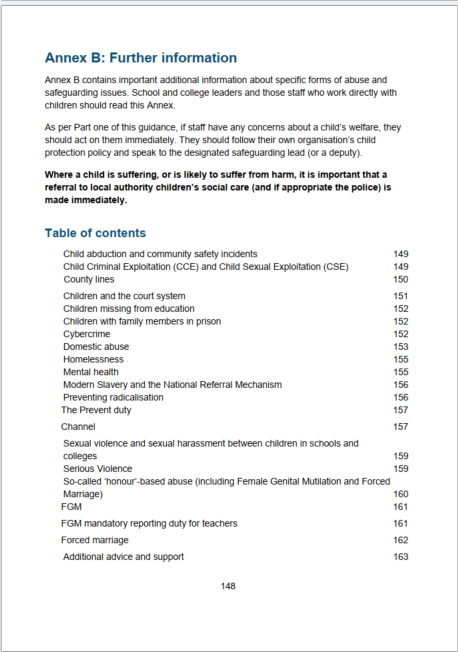 Annex B: Further information
Annex B contains important additional information about specific forms of abuse and
safeguarding issues. School and college leaders and those staff who work directly with
children should read this Annex.
As per Part one of this guidance, if staff have any concerns about a child's welfare, they
should act on them immediately. They should follow their own organisation's child
protection policy and speak to the designated safeguarding lead (or a deputy).
Where a child is suffering, or is likely to suffer from harm, it is important that a
referral to local authority children's social care (and if appropriate the police) is
made immediately.
Table of contents
Child abduction and community safety incidents 149
Child Criminal Exploitation (CCE) and Child Sexual Exploitation (CSE) 149
County lines 150
Children and the court system 151
Children missing from education 152
Children with family members in prison 152
Cybercrime 152
Domestic abuse 153
Homelessness 155
Mental health 155
Modern Slavery and the National Referral Mechanism 156
Preventing radicalisation 156
The Prevent duty 157
Channel 157
Sexual violence and sexual harassment between children in schools and
colleges 159
Serious Violence 159
So-called 'honour'-based abuse (including Female Genital Mutilation and Forced
Marriage) 160
FGM 161
FGM mandatory reporting duty for teachers 161
Forced marriage 162
Additional advice and support 163
148